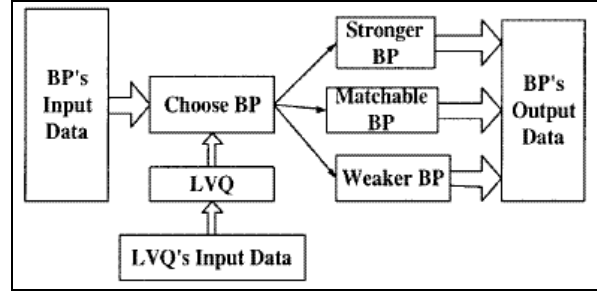 BP's
Input
Data
Choose BP
LVQ
LVQ's Input Data
Stronger
BP
Matchable
BP
Weaker BP
BP's
Output
Data